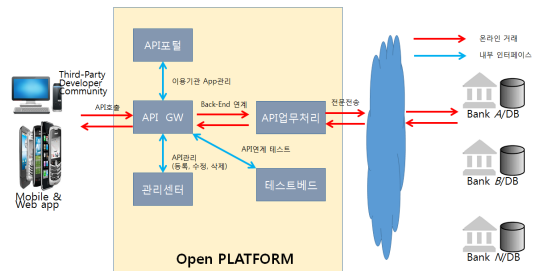 API포털
온라인 거래
내부 인터페이스
Third-Party
Developer
Community
이용기관 App관리
API호출
API GW
Back-End 연계
API업무처리
전문전송
Bank A/DB
API연계 테스트
API관리
(등록, 수정, 삭제)
관리센터
테스트베드
Bank B/DB
Mobile &
Web app
Open PLATFORM
Bank N/DB